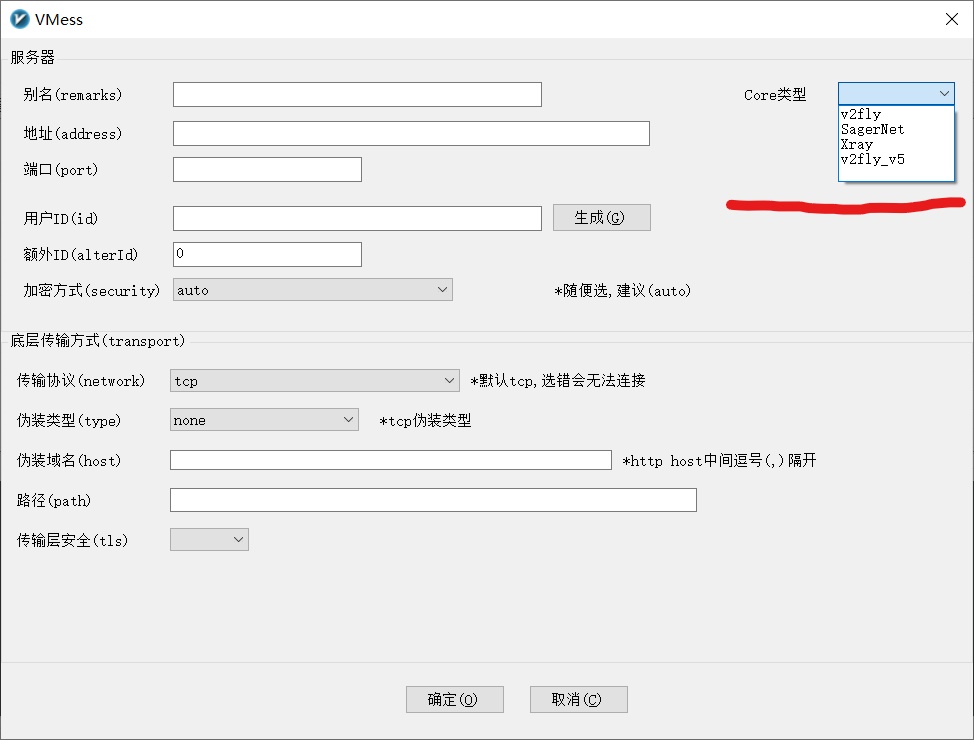 VMess
服务器
别名(remarks)
Core类型
v2fly
SagerNet
Xray
v2fly_v5
地址(address)
端口(port)
用户ID(id)
生成(G)
额外ID(alterId)
0
加密方式(security)
auto
*随便选,建议(auto)
底层传输方式(transport)
传输协议(network)
tcp
*默认tcp,选错会无法连接
伪装类型(type)
none
*tcp伪装类型
伪装域名(host)
*http host中间逗号(,)隔开
路径(path)
传输层安全(tls)
确定(O)
取消(C)